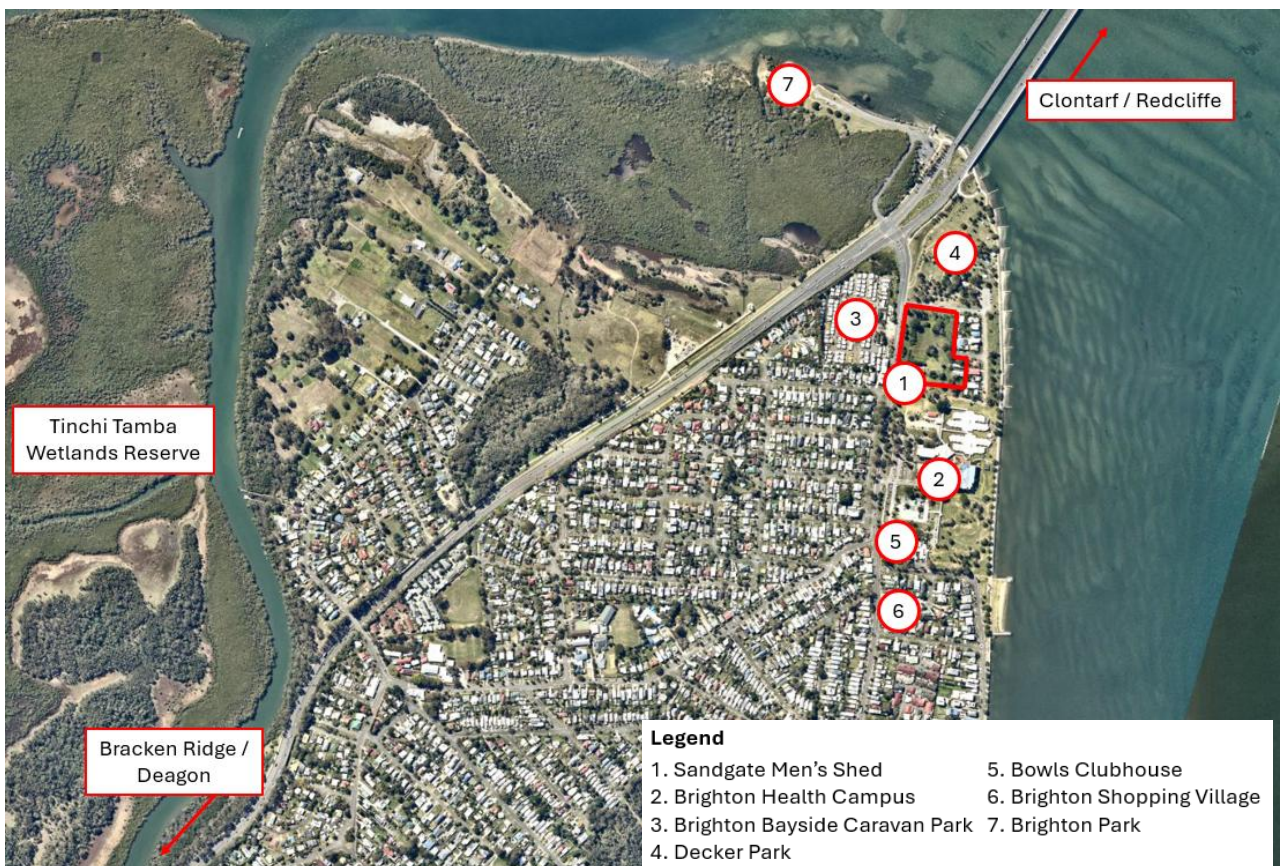 7
Clontarf / Redcliffe
4
3
1
Tinchi Tamba
Wetlands Reserve
2
5
6
Bracken Ridge /
Deagon
Legend
1. Sandgate Men’s Shed
2. Brighton Health Campus
3. Brighton Bayside Caravan Park
4. Decker Park
5. Bowls Clubhouse
6. Brighton Shopping Village
7. Brighton Park